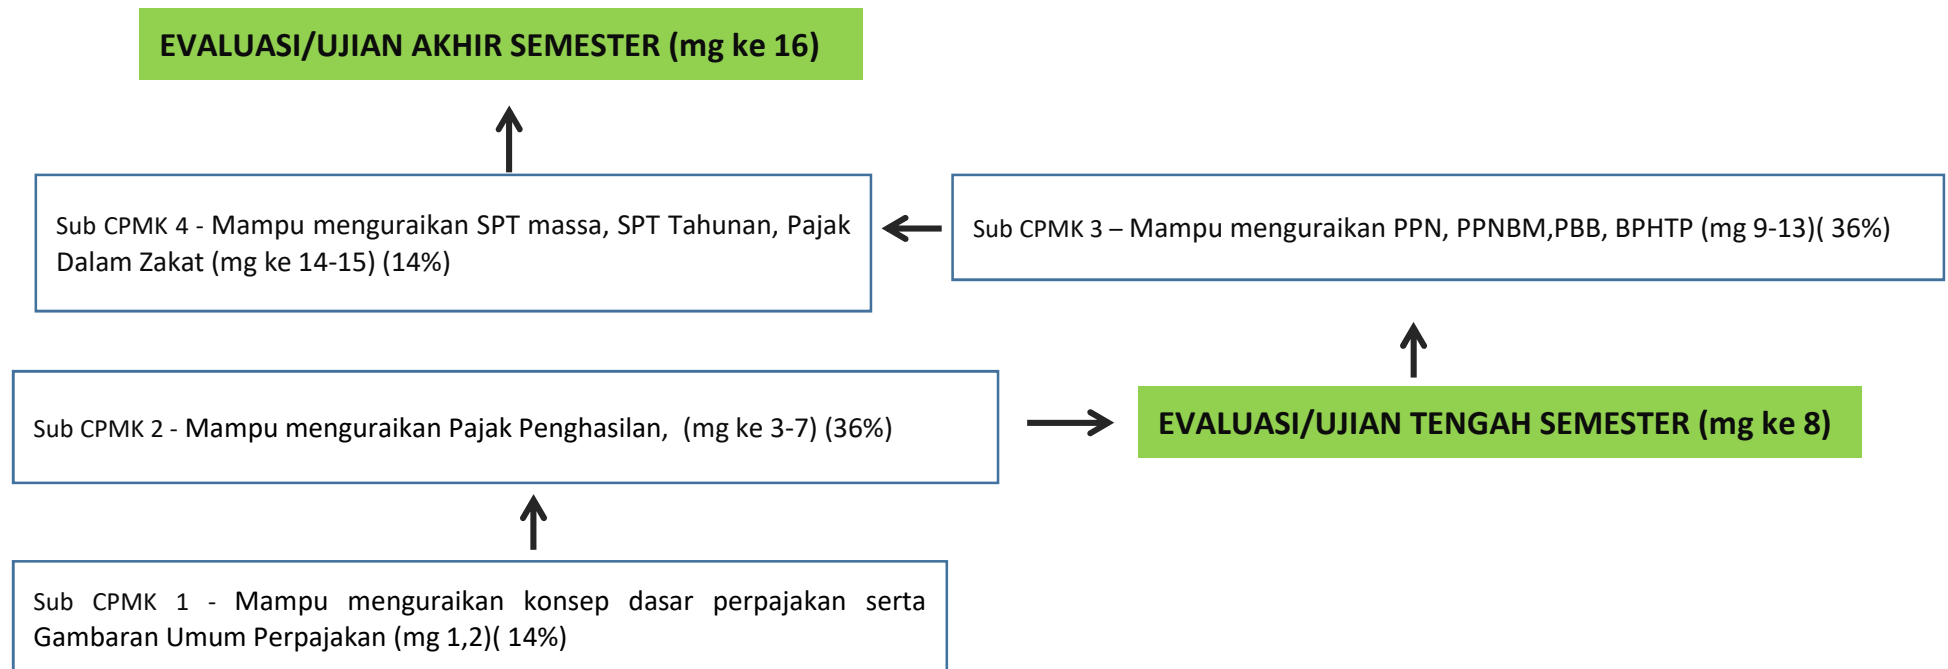 EVALUASI/UJIAN AKHIR SEMESTER (mg ke 16)
Sub CPMK 4 - Mampu menguraikan SPT massa, SPT Tahunan, Pajak
Dalam Zakat (mg ke 14-15) (14%)
Sub CPMK 3 – Mampu menguraikan PPN, PPNBM,PBB, BPHTP (mg 9-13)( 36%)
Sub CPMK 2 - Mampu menguraikan Pajak Penghasilan, (mg ke 3-7) (36%)
EVALUASI/UJIAN TENGAH SEMESTER (mg ke 8)
Sub CPMK 1 - Mampu menguraikan konsep dasar perpajakan serta
Gambaran Umum Perpajakan (mg 1,2)( 14%)